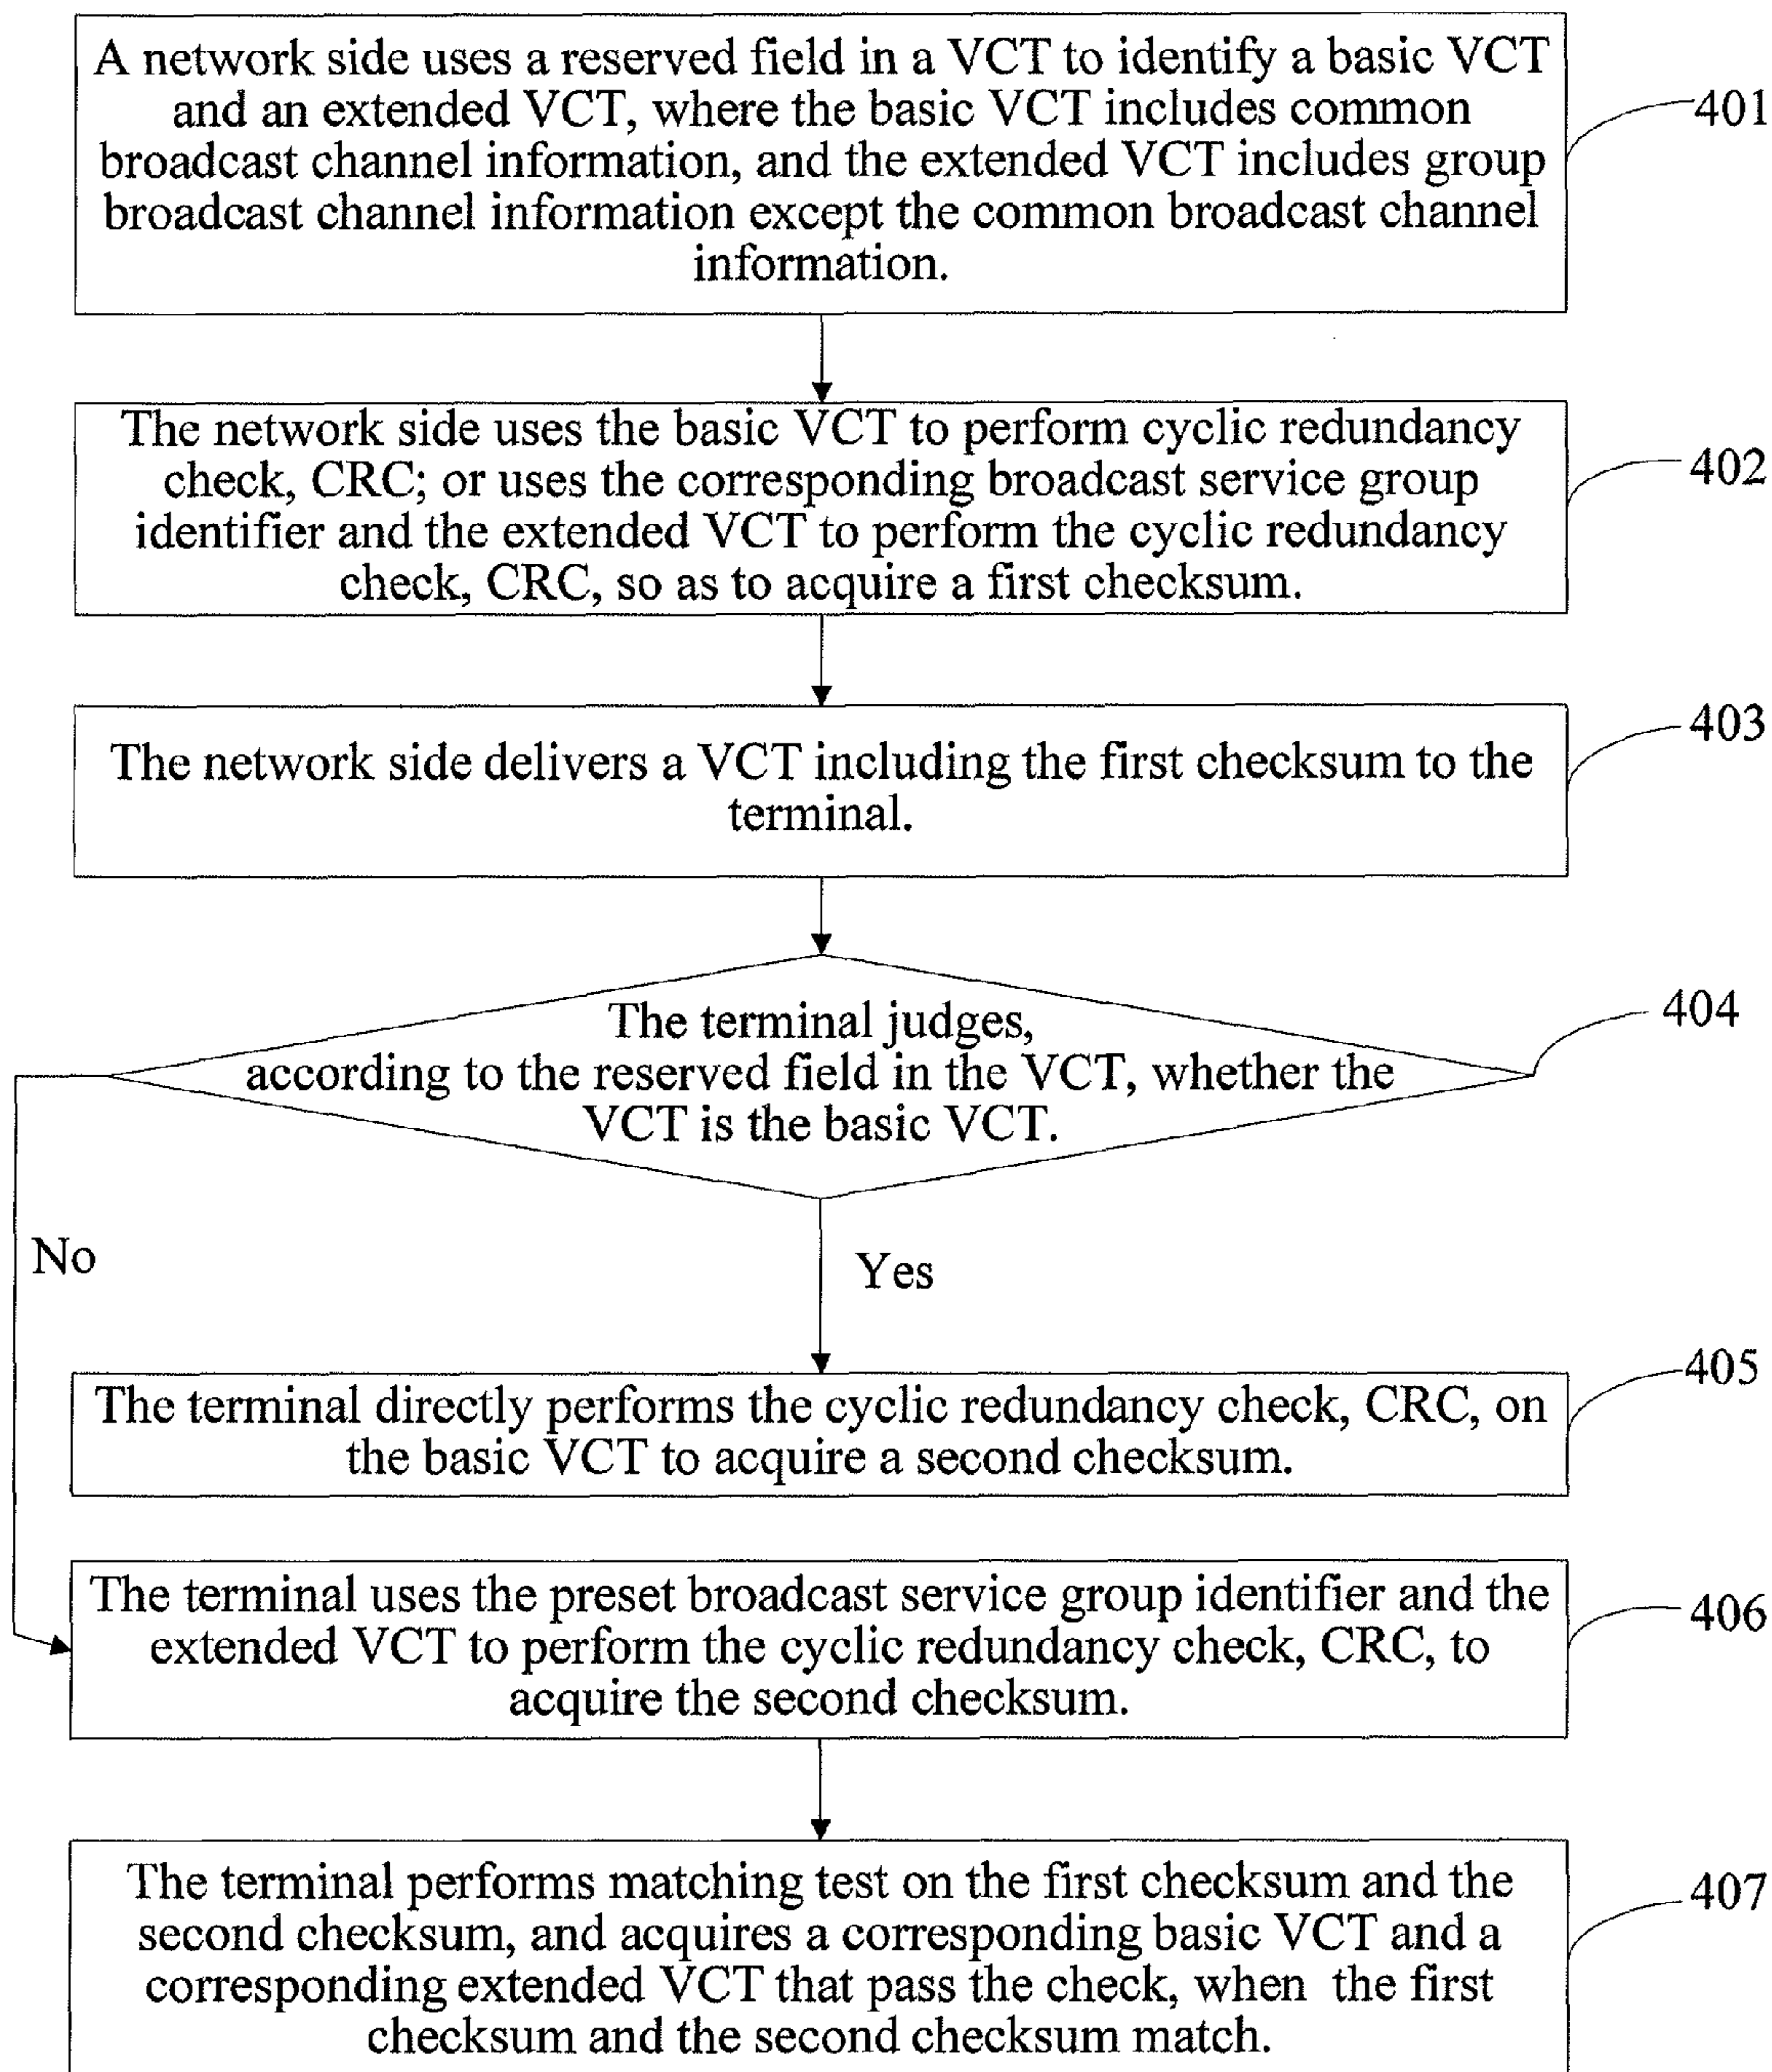 A network side uses a reserved field in a VCT to identify a basic VCT
and an extended VCT, where the basic VCT includes common
broadcast channel information, and the extended VCT includes group
broadcast channel information except the common broadcast channel
information.
401
The network side uses the basic VCT to perform cyclic redundancy
check, CRC; or uses the corresponding broadcast service group
identifier and the extended VCT to perform the cyclic redundancy
check, CRC, so as to acquire a first checksum.
402
The network side delivers a VCT including the first checksum to the
terminal.
403
The terminal judges,
according to the reserved field in the VCT, whether the
VCT is the basic VCT.
404
No
Yes
The terminal directly performs the cyclic redundancy check, CRC, on
the basic VCT to acquire a second checksum.
405
The terminal uses the preset broadcast service group identifier and the
extended VCT to perform the cyclic redundancy check, CRC, to
acquire the second checksum.
406
The terminal performs matching test on the first checksum and the
second checksum, and acquires a corresponding basic VCT and a
corresponding extended VCT that pass the check, when the first
checksum and the second checksum match.
407